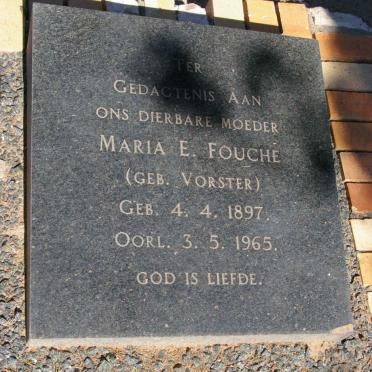 TER
GEDAGTENIS AAN
ONS DIERBARE MOEDER
MARIA E. FOUCHÉ
(GEB. VORSTER)
GEB. 4. 4. 1897.
OORL. 3. 5. 1965.
GOD IS LIEFDE.